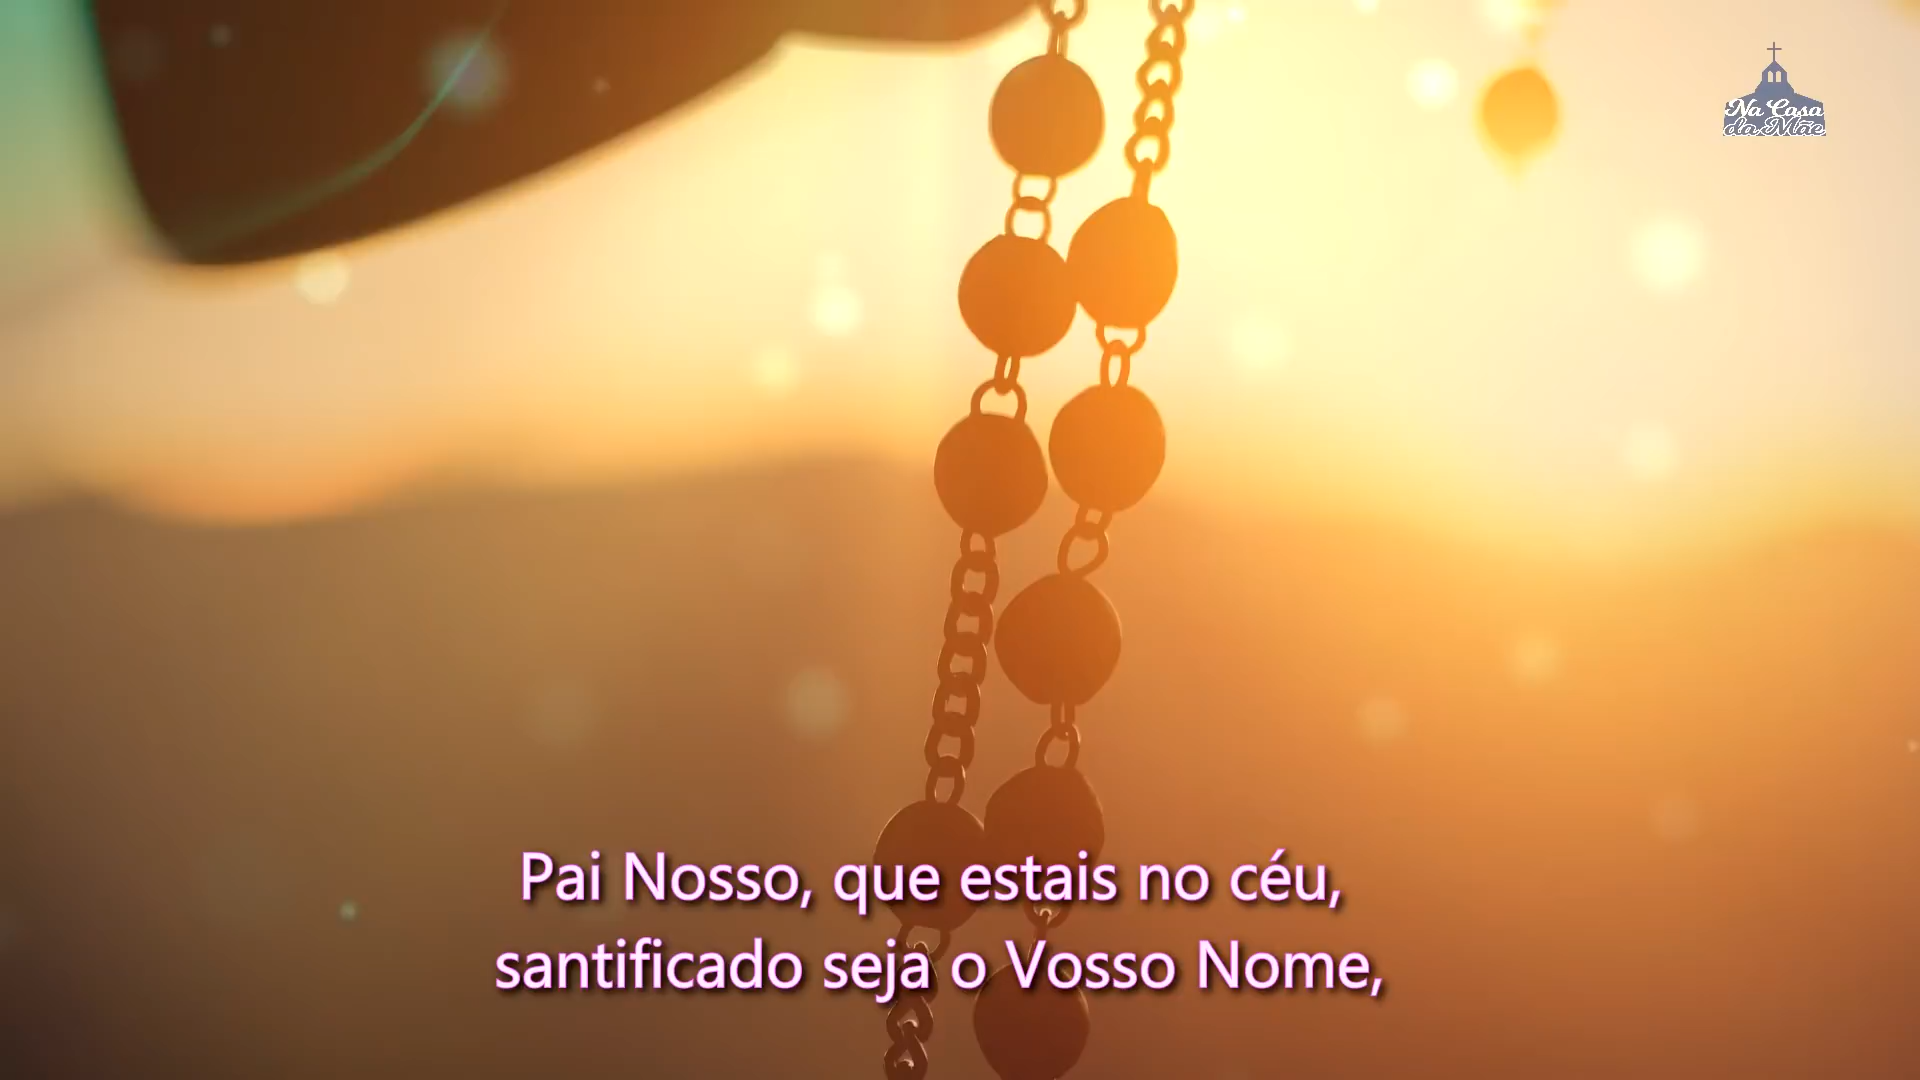 Na Casa
da Mãe
Pai Nosso, que estais no céu,
santificado seja o Vosso Nome,